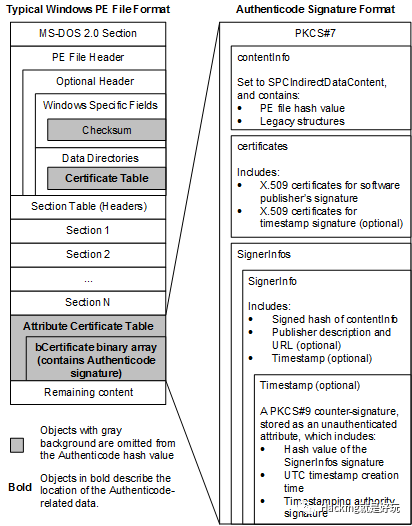 Typical Windows PE File Format
MS-DOS 2.0 Section
PE File Header
Optional Header
Windows Specific Fields
Checksum
Data Directories
Certificate Table
Section Table (Headers)
Section 1
Section 2
...
Section N
Attribute Certificate Table
bCertificate binary array
(contains Authenticode
signature)
Remaining content
Objects with gray
background are omitted from
the Authenticode hash value
Bold
Objects in bold describe the
location of the Authenticode-
related data.
Authenticode Signature Format
PKCS#7
contentInfo
Set to SPCIndirectDataContent,
and contains:
• PE file hash value
• Legacy structures
certificates
Includes:
• X.509 certificates for software
publisher's signature
• X.509 certificates for
timestamp signature (optional)
SignerInfos
SignerInfo
Includes:
• Signed hash of contentInfo
• Publisher description and
URL (optional)
• Timestamp (optional)
Timestamp (optional)
A PKCS#9 counter-signature,
stored as an unauthenticated
attribute, which includes:
• Hash value of the
SignerInfos signature
• UTC timestamp creation
time
• Timestamping authority
signature
Hacking就是好玩